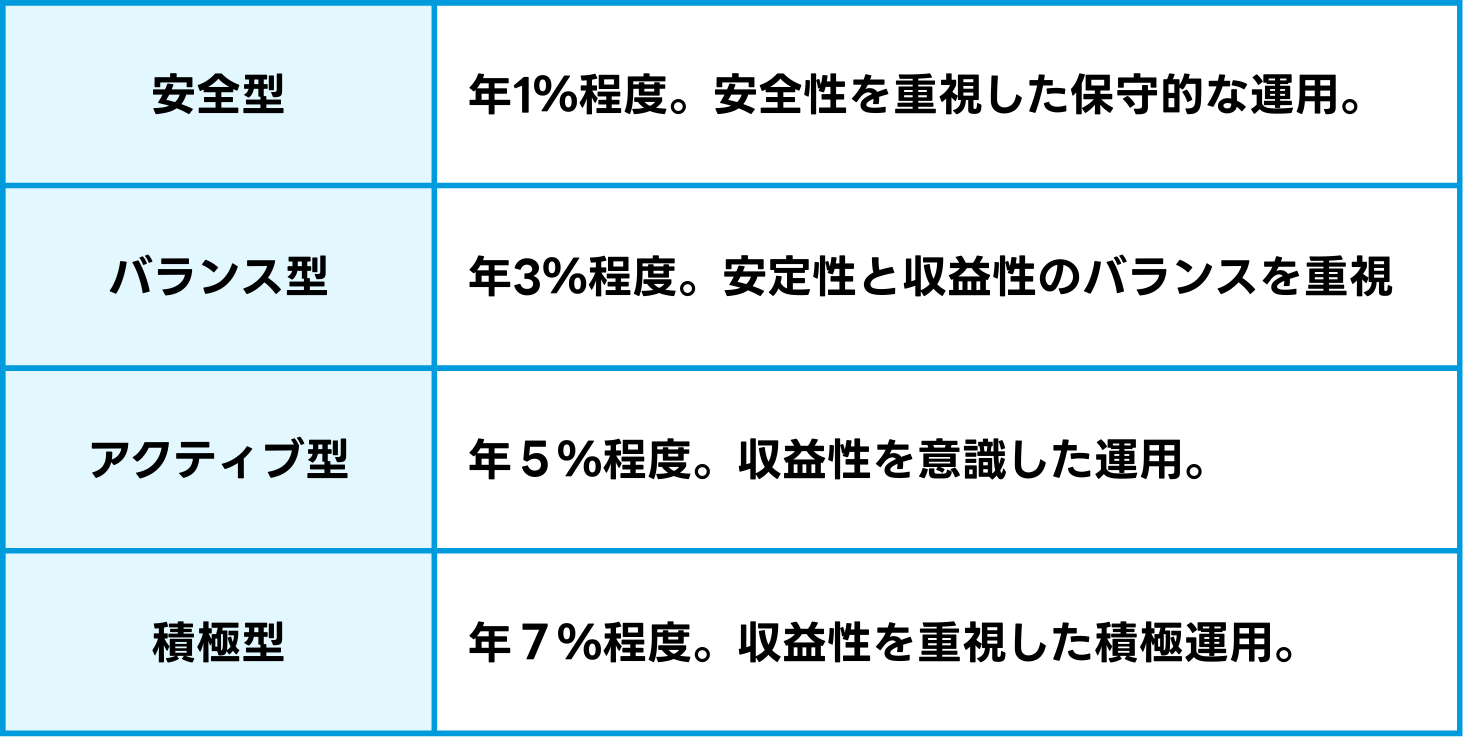 安全型
年1%程度。安全性を重視した保守的な運用。
バランス型
年3%程度。安定性と収益性のバランスを重視
アクティブ型
年５%程度。収益性を意識した運用。
積極型
年７%程度。収益性を重視した積極運用。